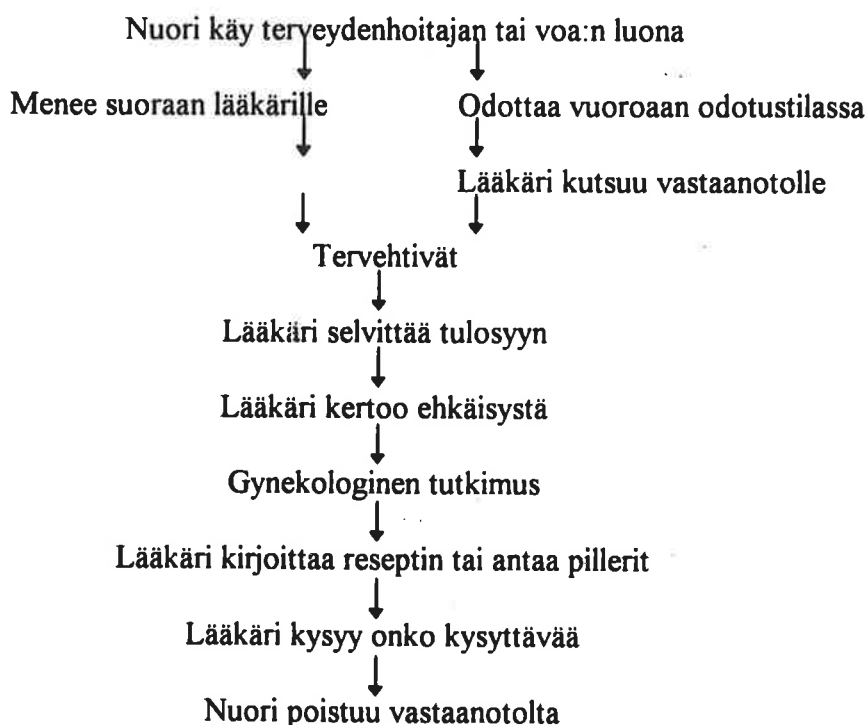 Nuori käy terveydenhoitajan tai voa:n luona
Menee suoraan lääkärille
Odottaa vuoroaan odotustilassa
Lääkäri kutsuu vastaanotolle
Tervehtivät
Lääkäri selvittää tulosyyn
Lääkäri kertoo ehkäisystä
Gynekologinen tutkimus
Lääkäri kirjoittaa reseptin tai antaa pillerit
Lääkäri kysyy onko kysyttävää
Nuori poistuu vastaanotolta